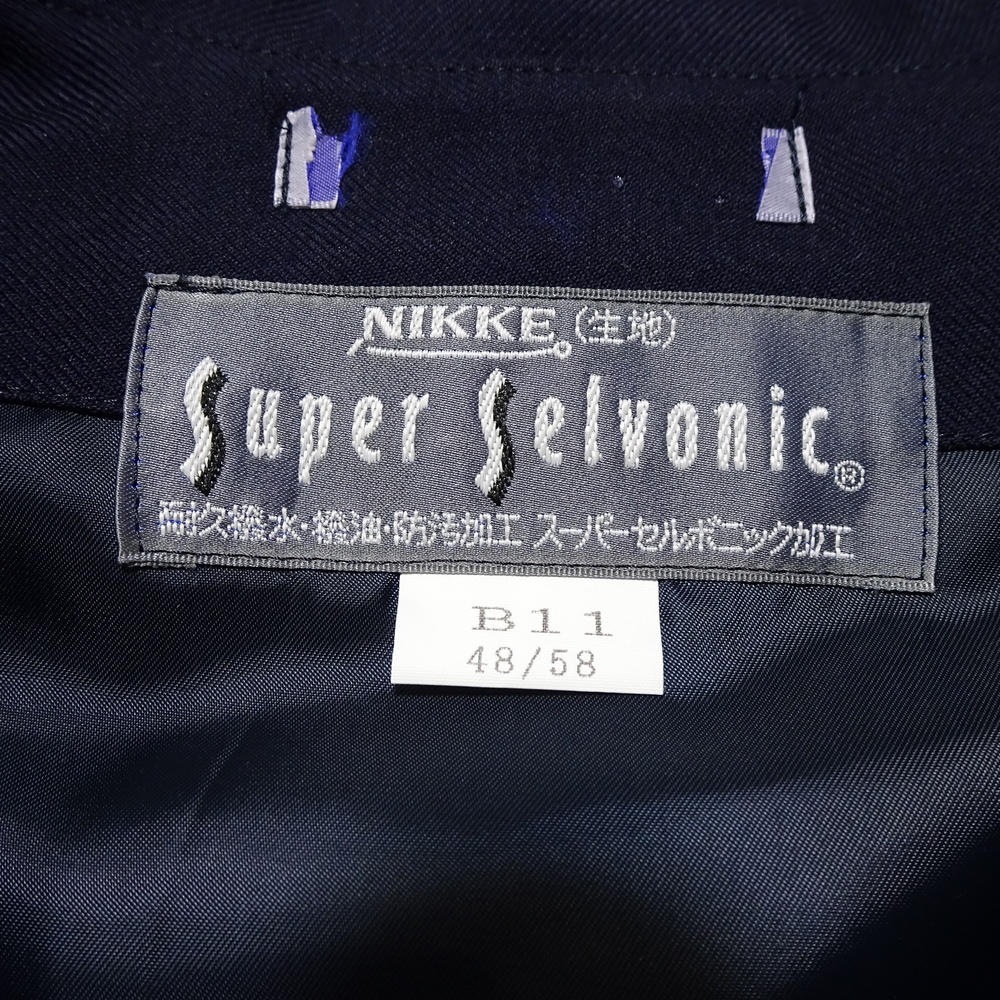 NIKKE (生地)
Super Selvonic®
耐久撥水・撥油・防汚加工 スーパーセルボニック加工
B11
48/58